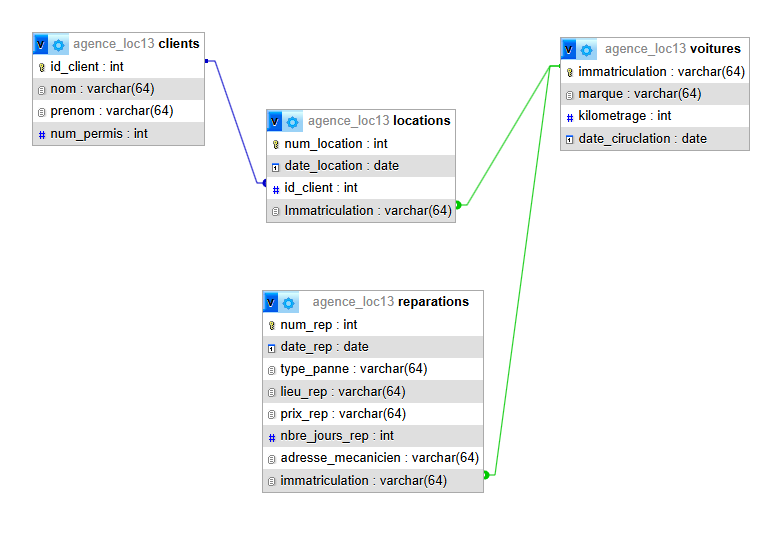 agence_loc13 clients
id_client : int
nom : varchar(64)
prenom : varchar(64)
num_permis : int
agence_loc13 locations
num_location : int
date_location : date
id_client : int
Immatriculation : varchar(64)
agence_loc13 voitures
immatriculation : varchar(64)
marque : varchar(64)
kilometrage : int
date_ciruclation : date
agence_loc13 reparations
num_rep : int
date_rep : date
type_panne : varchar(64)
lieu_rep : varchar(64)
prix_rep : varchar(64)
nbre_jours_rep : int
adresse_mecanicien : varchar(64)
immatriculation : varchar(64)